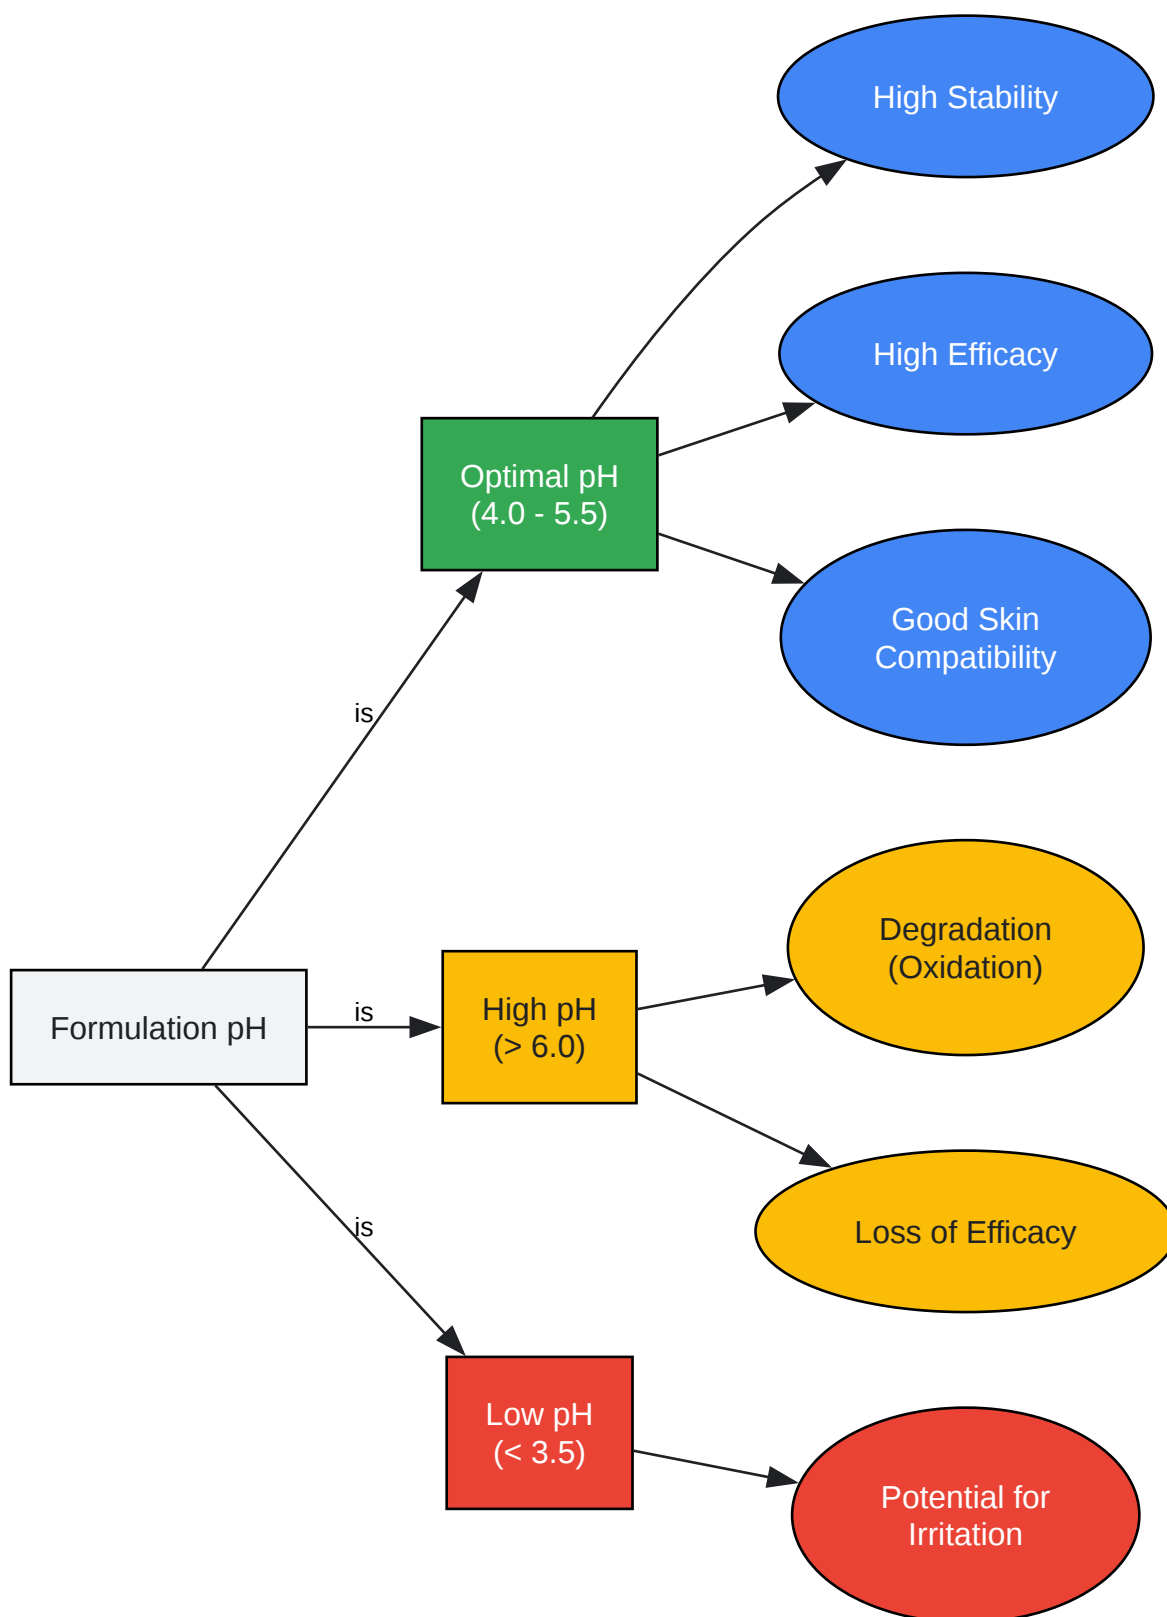 High Stability
High Efficacy
Optimal pH
(4.0 - 5.5)
Good Skin
Compatibility
is
Degradation
(Oxidation)
Formulation pH
is
High pH
(> 6.0)
Loss of Efficacy
is
Low pH
(< 3.5)
Potential for
Irritation